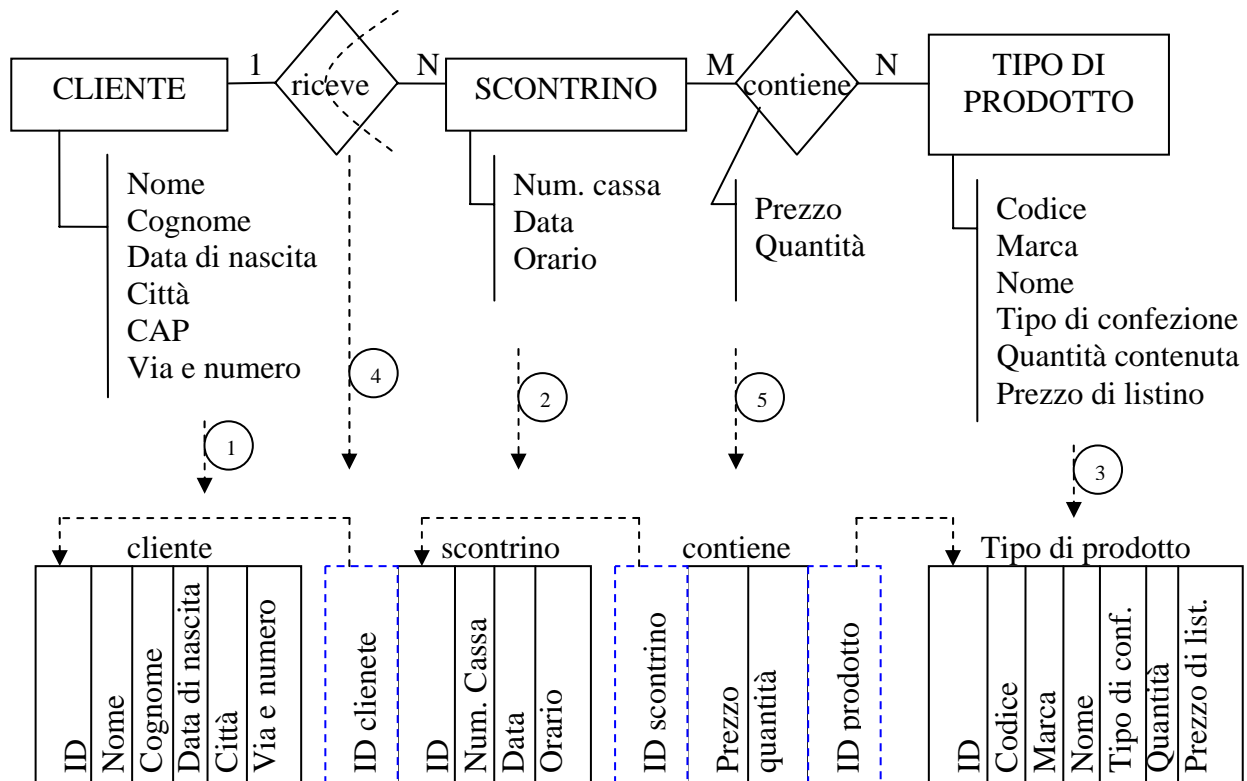 CLIENTE
1
riceve
N
SCONTRINO
M
contiene
N
TIPO DI
PRODOTTO
Nome
Cognome
Data di nascita
Città
CAP
Via e numero
Num. cassa
Data
Orario
Prezzo
Quantità
Codice
Marca
Nome
Tipo di confezione
Quantità contenuta
Prezzo di listino
1
4
2
5
3
cliente
scontrino
contiene
Tipo di prodotto
ID
Nome
Cognome
Data di nascita
Città
Via e numero
ID clienete
ID
Num. Cassa
Data
Orario
ID scontrino
Prezzo
quantità
ID prodotto
ID
Codice
Marca
Nome
Tipo di conf.
Quantità
Prezzo di list.